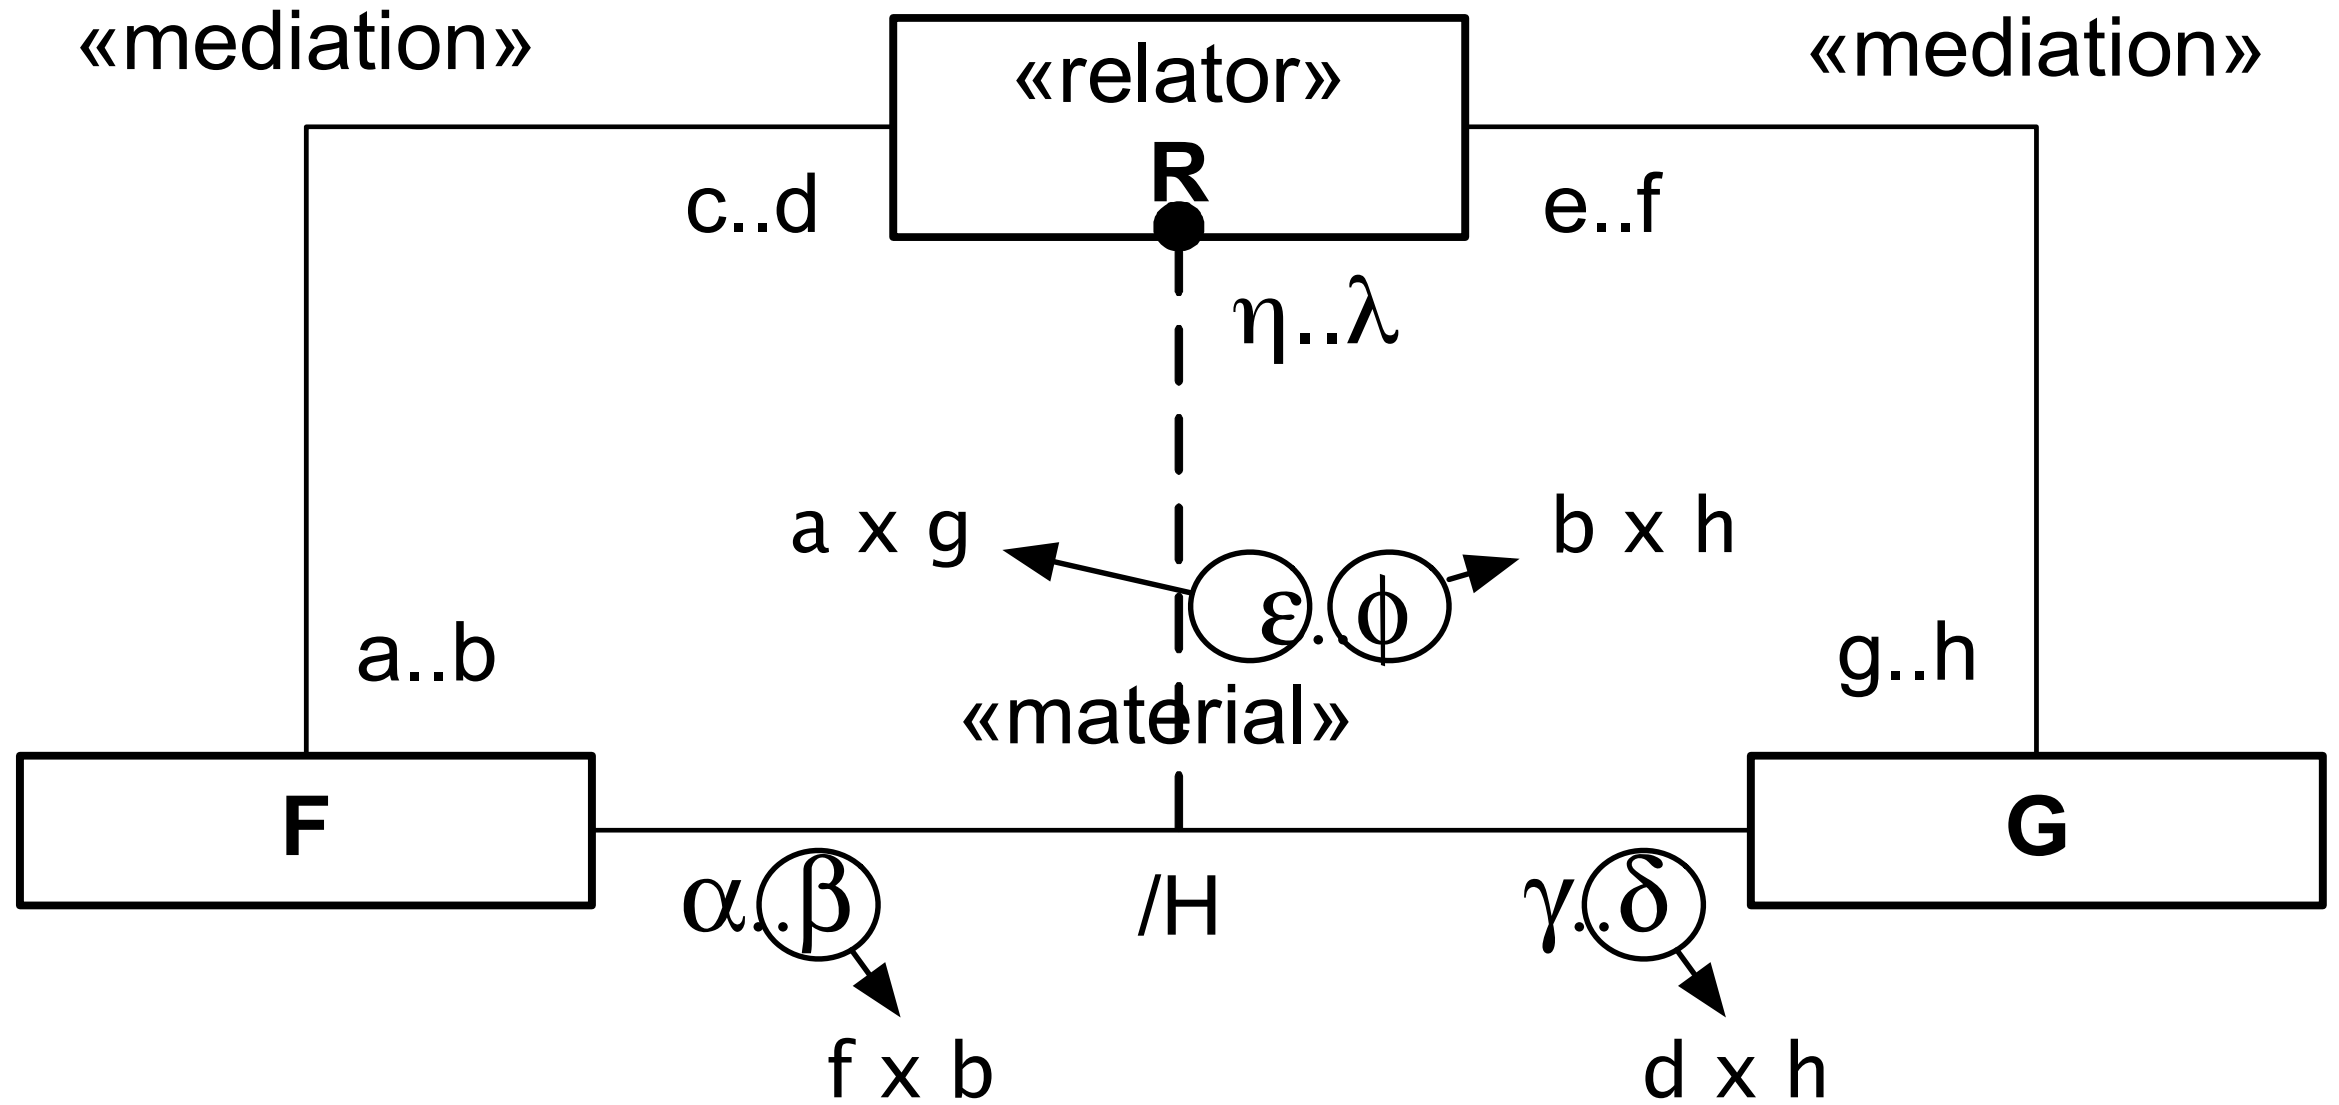 «mediation»
«relator»
R
«mediation»
c..d
e..f
η..λ
a x g
b x h
ε..ϕ
a..b
g..h
«material»
F
G
α..β
/H
γ..δ
f x b
d x h